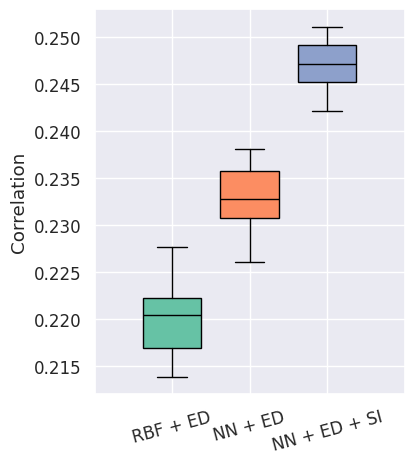 0.250
0.245
0.240
0.235
0.230
0.225
0.220
0.215
Correlation
RBF + ED
NN + ED
NN + ED + SI